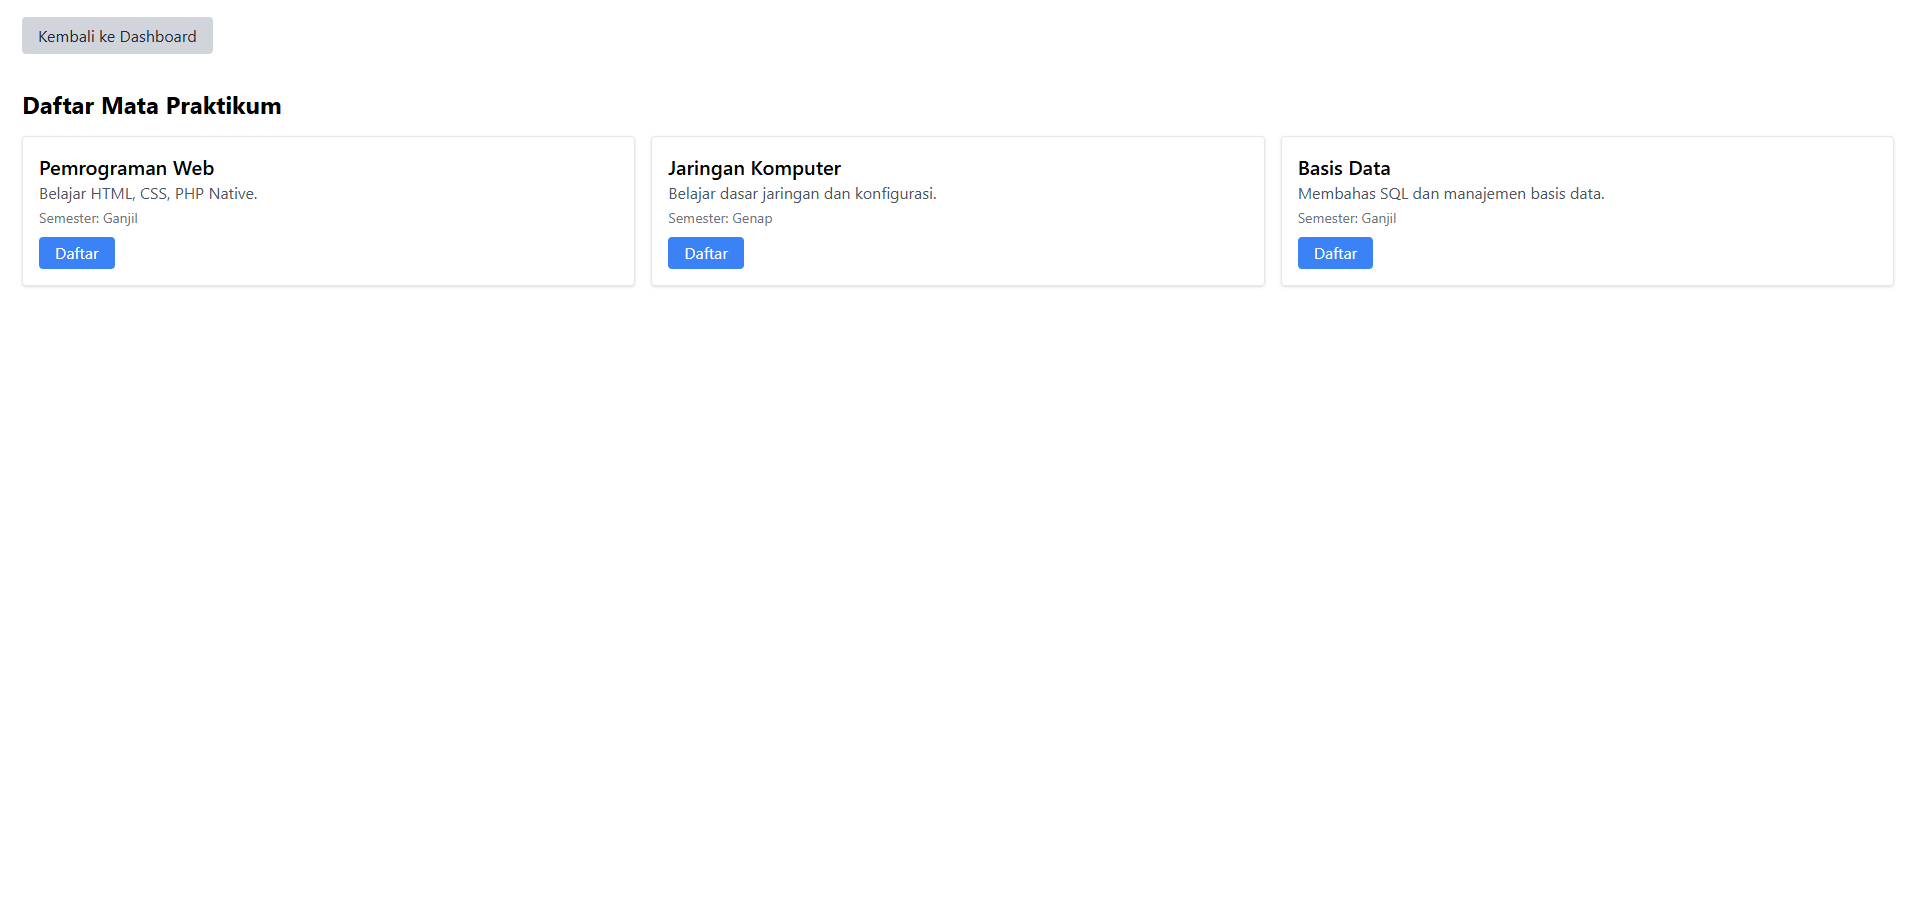 Kembali ke Dashboard
Daftar Mata Praktikum
Pemrograman Web
Belajar HTML, CSS, PHP Native.
Semester: Ganjil
Daftar
Jaringan Komputer
Belajar dasar jaringan dan konfigurasi.
Semester: Genap
Daftar
Basis Data
Membahas SQL dan manajemen basis data.
Semester: Ganjil
Daftar